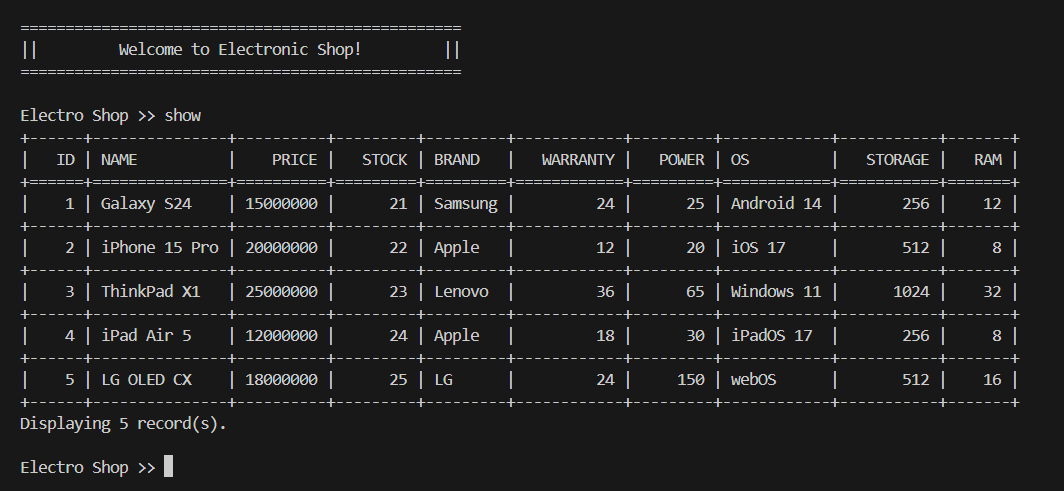 =================================================
||         Welcome to Electronic Shop!         ||
=================================================
Electro Shop >> show
+------+---------------+----------+---------+---------+------------+---------+------------+-----------+-------+
|   ID | NAME          |    PRICE |   STOCK | BRAND   |   WARRANTY |   POWER | OS         |   STORAGE |   RAM |
+======+===============+==========+=========+=========+============+=========+============+===========+=======+
|    1 | Galaxy S24    | 15000000 |      21 | Samsung |         24 |      25 | Android 14 |       256 |    12 |
+------+---------------+----------+---------+---------+------------+---------+------------+-----------+-------+
|    2 | iPhone 15 Pro | 20000000 |      22 | Apple   |         12 |      20 | iOS 17     |       512 |     8 |
+------+---------------+----------+---------+---------+------------+---------+------------+-----------+-------+
|    3 | ThinkPad X1   | 25000000 |      23 | Lenovo  |         36 |      65 | Windows 11 |      1024 |    32 |
+------+---------------+----------+---------+---------+------------+---------+------------+-----------+-------+
|    4 | iPad Air 5    | 12000000 |      24 | Apple   |         18 |      30 | iPadOS 17  |       256 |     8 |
+------+---------------+----------+---------+---------+------------+---------+------------+-----------+-------+
|    5 | LG OLED CX    | 18000000 |      25 | LG      |         24 |     150 | webOS      |       512 |    16 |
+------+---------------+----------+---------+---------+------------+---------+------------+-----------+-------+
Displaying 5 record(s).
Electro Shop >>